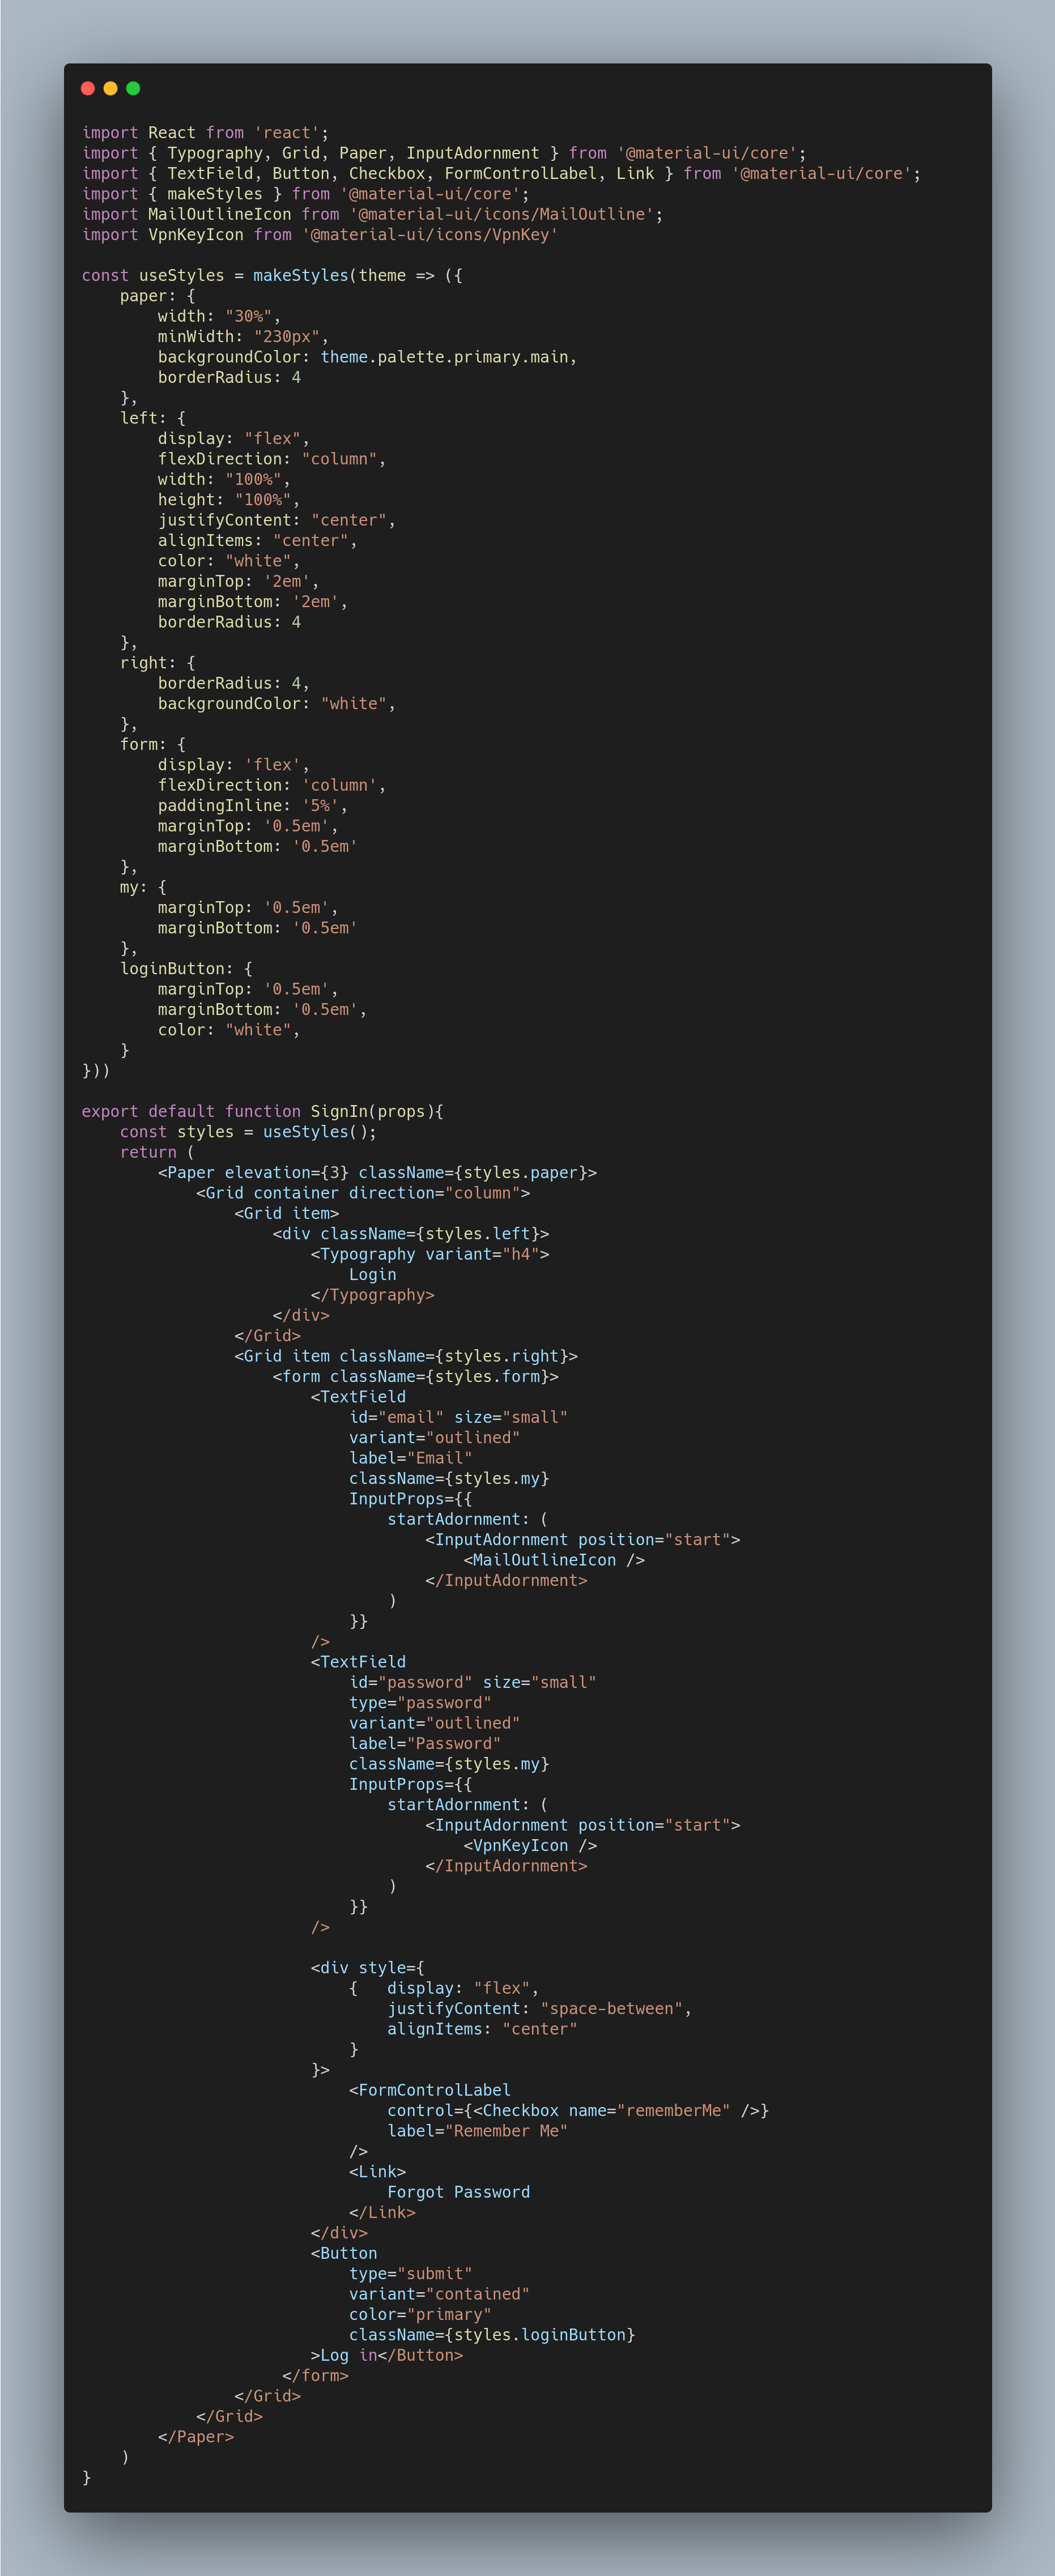 import React from 'react';
import { Typography, Grid, Paper, InputAdornment } from '@material-ui/core';
import { TextField, Button, Checkbox, FormControlLabel, Link } from '@material-ui/core';
import { makeStyles } from '@material-ui/core';
import MailOutlineIcon from '@material-ui/icons/MailOutline';
import VpnKeyIcon from '@material-ui/icons/VpnKey'

const useStyles = makeStyles(theme => ({
    paper: {
        width: "30%",
        minWidth: "230px",
        backgroundColor: theme.palette.primary.main,
        borderRadius: 4
    },
    left: {
        display: "flex",
        flexDirection: "column",
        width: "100%",
        height: "100%",
        justifyContent: "center",
        alignItems: "center",
        color: "white",
        marginTop: '2em',
        marginBottom: '2em',
        borderRadius: 4
    },
    right: {
        borderRadius: 4,
        backgroundColor: "white",
    },
    form: {
        display: 'flex',
        flexDirection: 'column',
        paddingInline: '5%',
        marginTop: '0.5em',
        marginBottom: '0.5em'
    },
    my: {
        marginTop: '0.5em',
        marginBottom: '0.5em'
    },
    loginButton: {
        marginTop: '0.5em',
        marginBottom: '0.5em',
        color: "white",
    }
}))

export default function SignIn(props){
    const styles = useStyles();
    return (
        <Paper elevation={3} className={styles.paper}>
            <Grid container direction="column">
                <Grid item>
                    <div className={styles.left}>
                        <Typography variant="h4">
                            Login
                        </Typography>
                    </div>
                </Grid>
                <Grid item className={styles.right}>
                    <form className={styles.form}>
                        <TextField
                            id="email" size="small"
                            variant="outlined"
                            label="Email"
                            className={styles.my}
                            InputProps={{
                                startAdornment: (
                                    <InputAdornment position="start">
                                        <MailOutlineIcon />
                                    </InputAdornment>
                                )
                            }}
                        />
                        <TextField
                            id="password" size="small"
                            type="password"
                            variant="outlined"
                            label="Password"
                            className={styles.my}
                            InputProps={{
                                startAdornment: (
                                    <InputAdornment position="start">
                                        <VpnKeyIcon />
                                    </InputAdornment>
                                )
                            }}
                        />

                        <div style={
                            {   display: "flex",
                                justifyContent: "space-between",
                                alignItems: "center"
                            }
                        }>
                            <FormControlLabel
                                control={<Checkbox name="rememberMe" />}
                                label="Remember Me"
                            />
                            <Link>
                                Forgot Password
                            </Link>
                        </div>
                        <Button
                            type="submit"
                            variant="contained"
                            color="primary"
                            className={styles.loginButton}
                        >Log in</Button>
                     </form>
                </Grid>
            </Grid>
        </Paper>
    )
}